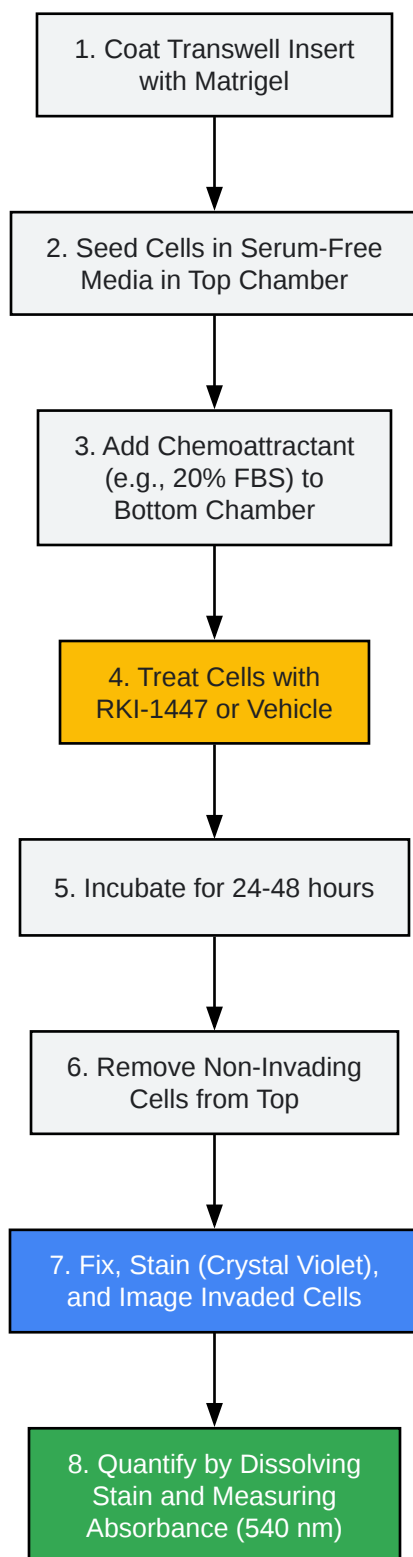 1. Coat Transwell Insert
with Matrigel
2. Seed Cells in Serum-Free
Media in Top Chamber
3. Add Chemoattractant
(e.g., 20% FBS) to
Bottom Chamber
4. Treat Cells with
RKI-1447 or Vehicle
5. Incubate for 24-48 hours
6. Remove Non-Invading
Cells from Top
7. Fix, Stain (Crystal Violet),
and Image Invaded Cells
8. Quantify by Dissolving
Stain and Measuring
Absorbance (540 nm)